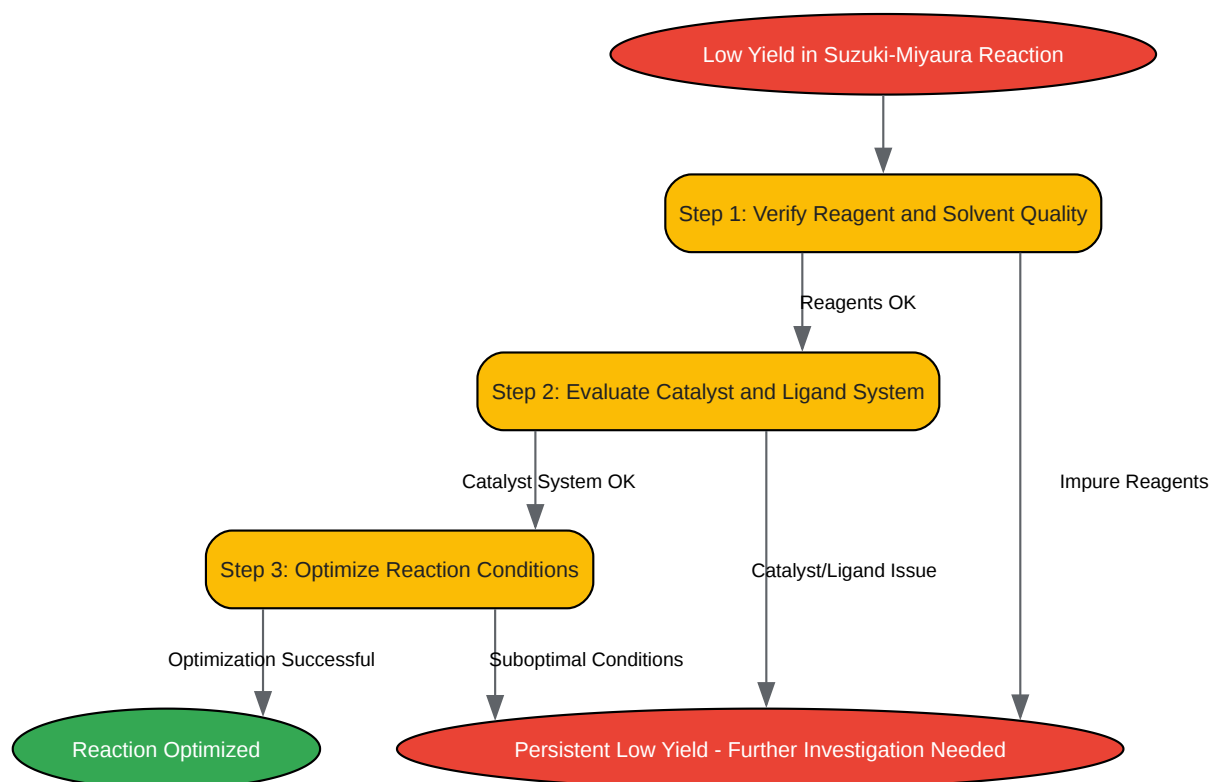 Low Yield in Suzuki-Miyaura Reaction
Step 1: Verify Reagent and Solvent Quality
Reagents OK
Step 2: Evaluate Catalyst and Ligand System
Catalyst System OK
Impure Reagents
Step 3: Optimize Reaction Conditions
Catalyst/Ligand Issue
Optimization Successful
Suboptimal Conditions
Reaction Optimized
Persistent Low Yield - Further Investigation Needed